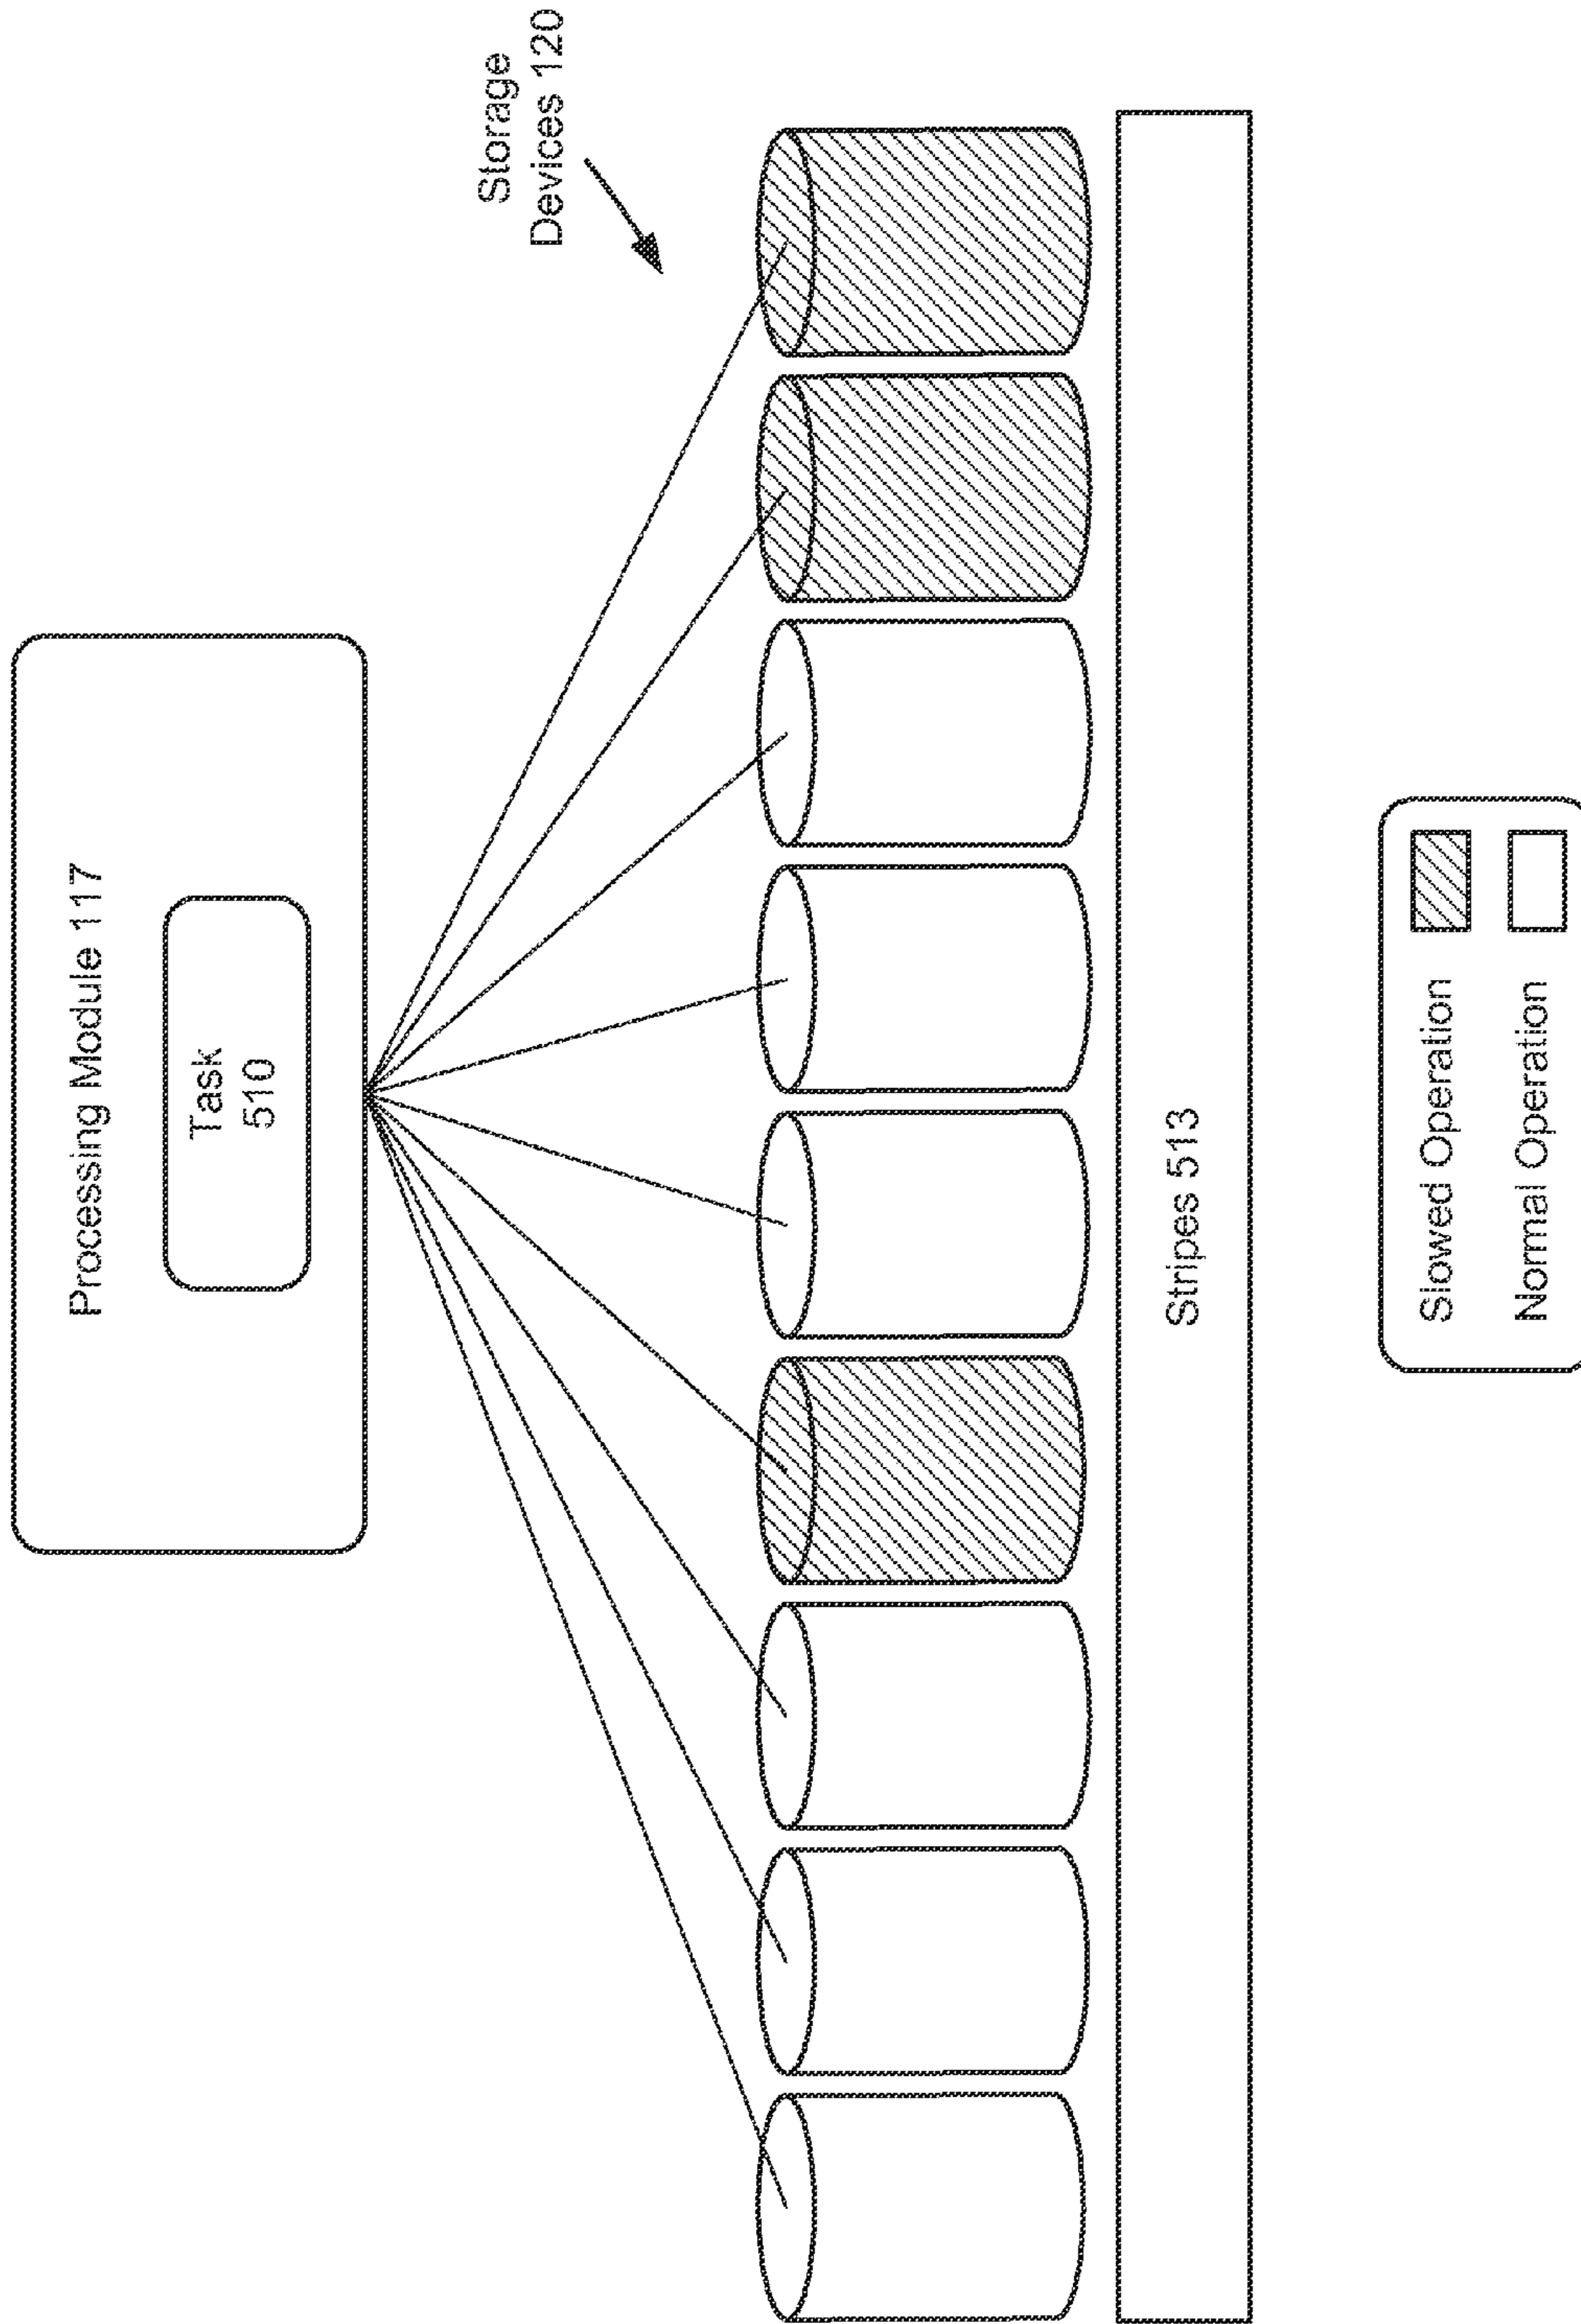 Processing Module 117
Task
510
Storage
Devices 120
Stripes 513
Slowed Operation
Normal Operation